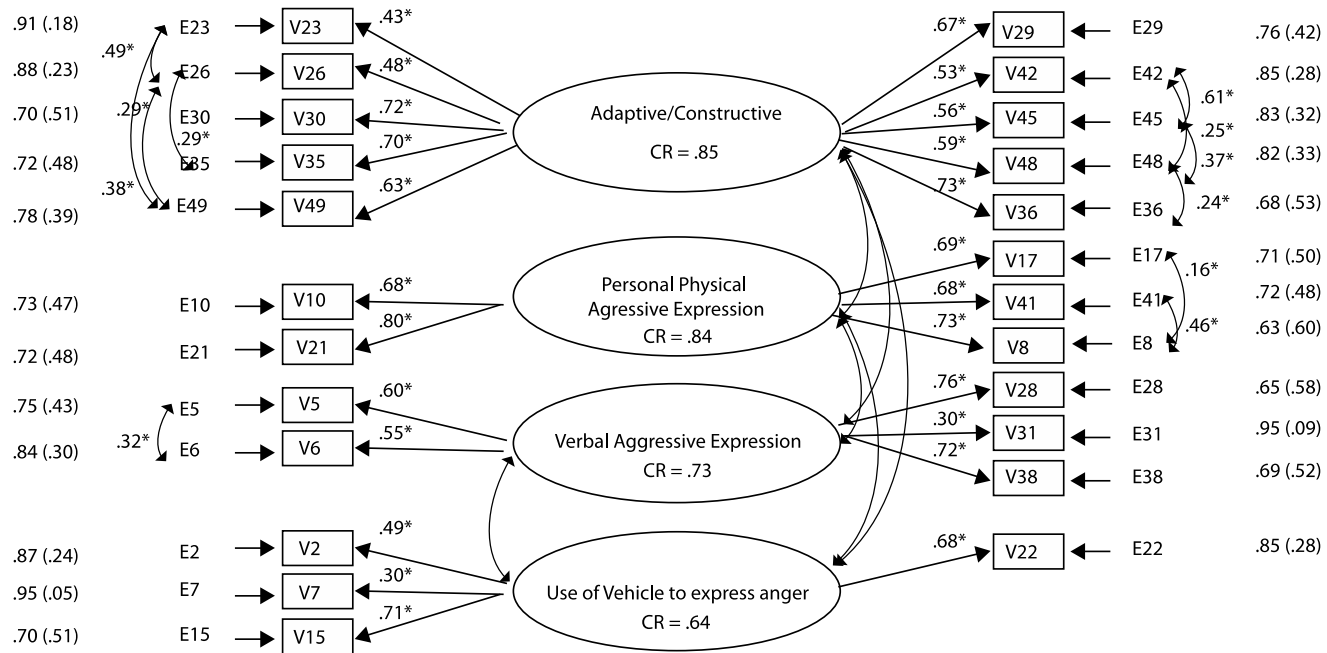 .91 (.18) E23 V23 .43*
.49*
.88 (.23) E26 V26 .48*
.70 (.51) .29* E30 V30 .72*
.29*
.72 (.48) E35 V35 .70*
.38*
.78 (.39) E49 V49 .63*
Adaptive/Constructive
CR = .85
.67* V29 E29 .76 (.42)
.53* V42 E42 .85 (.28)
.61*
.56* V45 E45 .83 (.32)
.25*
.59* V48 E48 .37* .82 (.33)
.73* V36 E36 .24* .68 (.53)
.73 (.47) E10 V10 .68*
.72 (.48) E21 V21 .80*
Personal Physical
Agressive Expression
CR = .84
.69* V17 E17 .71 (.50)
.16*
.68* V41 E41 .72 (.48)
.46*
.73* V8 E8 .63 (.60)
.75 (.43) E5 V5 .60*
.32*
.84 (.30) E6 V6 .55*
Verbal Aggressive Expression
CR = .73
.76* V28 E28 .65 (.58)
.30* V31 E31 .95 (.09)
.72* V38 E38 .69 (.52)
.87 (.24) E2 V2 .49*
.95 (.05) E7 V7 .30*
.70 (.51) E15 V15 .71*
Use of Vehicle to express anger
CR = .64
.68* V22 E22 .85 (.28)